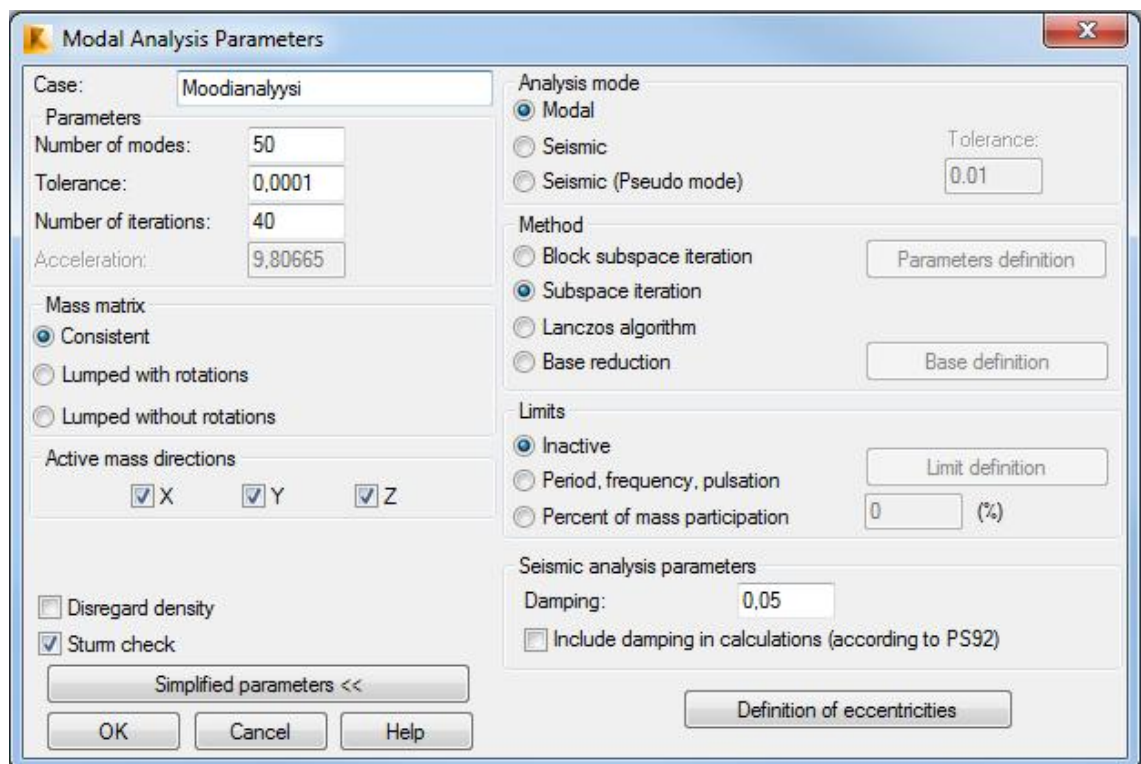 Modal Analysis Parameters
Case: Moodianalyysi
Parameters
Number of modes: 50
Tolerance: 0,0001
Number of iterations: 40
Acceleration: 9,80665
Mass matrix
Consistent
Lumped with rotations
Lumped without rotations
Active mass directions
X Y Z
Disregard density
Sturm check
Simplified parameters <<
OK Cancel Help
Analysis mode
Modal
Seismic Tolerance:
Seismic (Pseudo mode) 0.01
Method
Block subspace iteration Parameters definition
Subspace iteration
Lanczos algorithm
Base reduction Base definition
Limits
Inactive
Limit definition
Period, frequency, pulsation
Percent of mass participation 0 (%)
Seismic analysis parameters
Damping: 0,05
Include damping in calculations (according to PS92)
Definition of eccentricities